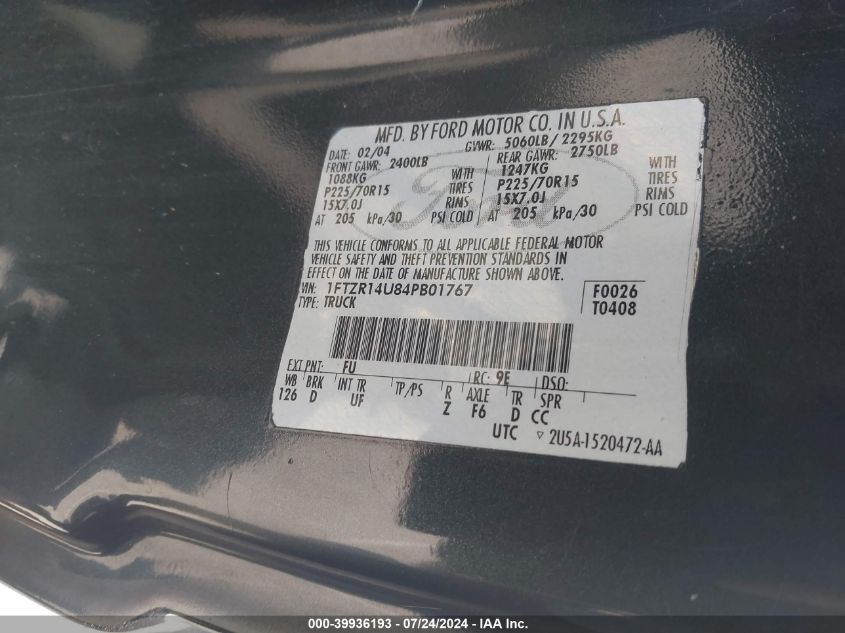 MFD. BY FORD MOTOR CO. IN U.S.A.
DATE: 02/04 GVWR: 5060LB/ 2295KG
FRONT GAWR: 2400LB REAR GAWR: 2750LB
1088KG WITH 1247KG WITH
P225/70R15 TIRES P225/70R15 TIRES
15X7.0J RIMS 15X7.0J RIMS
AT 205 kPa/30 PSI COLD AT 205 kPa/30 PSI COLD
Ford
THIS VEHICLE CONFORMS TO ALL APPLICABLE FEDERAL MOTOR
VEHICLE SAFETY AND THEFT PREVENTION STANDARDS IN
EFFECT ON THE DATE OF MANUFACTURE SHOWN ABOVE.
VIN: 1FTZR14U84PB01767 F0026
TYPE: TRUCK T0408
EXT PNT: FU RC: 9E DSO:
WB BRK INT TR TP/PS R AXLE TR SPR
126 D UF Z F6 D CC
UTC ▽ 2U5A-1520472-AA
000-39936193 - 07/24/2024 - IAA Inc.